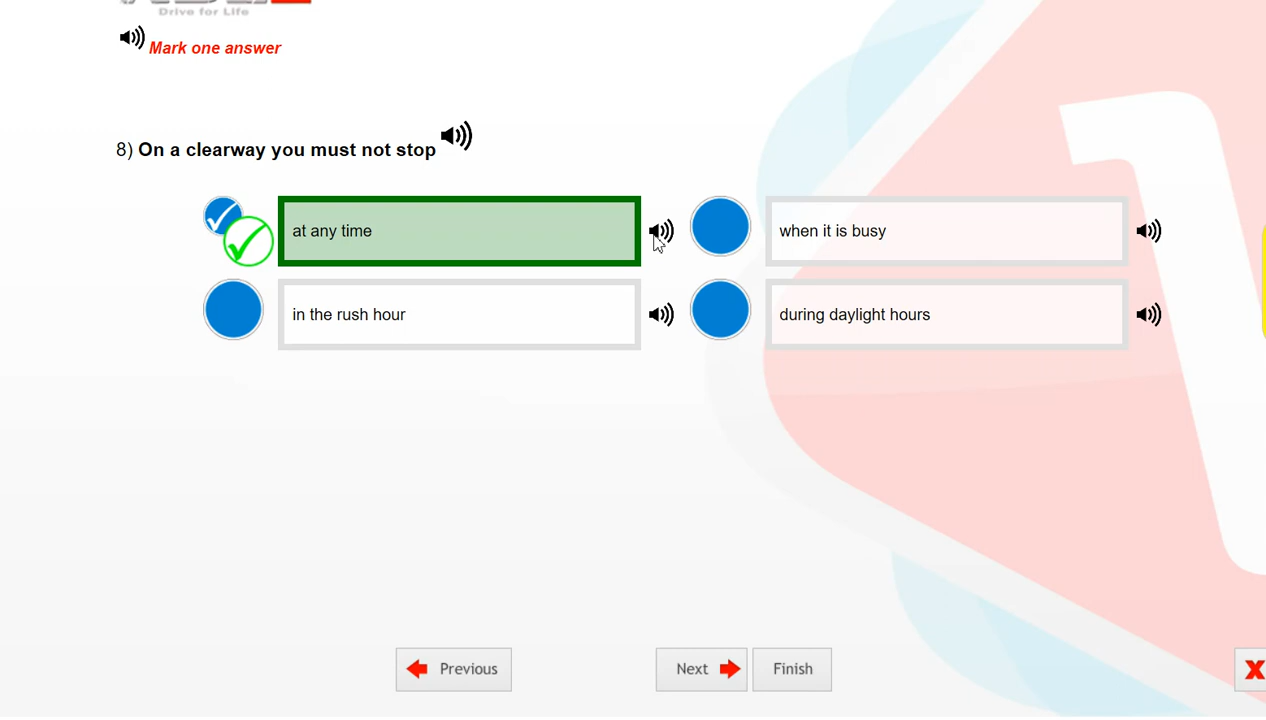 Drive for Life
Mark one answer
8) On a clearway you must not stop
at any time
when it is busy
in the rush hour
during daylight hours
Previous
Next
Finish
X